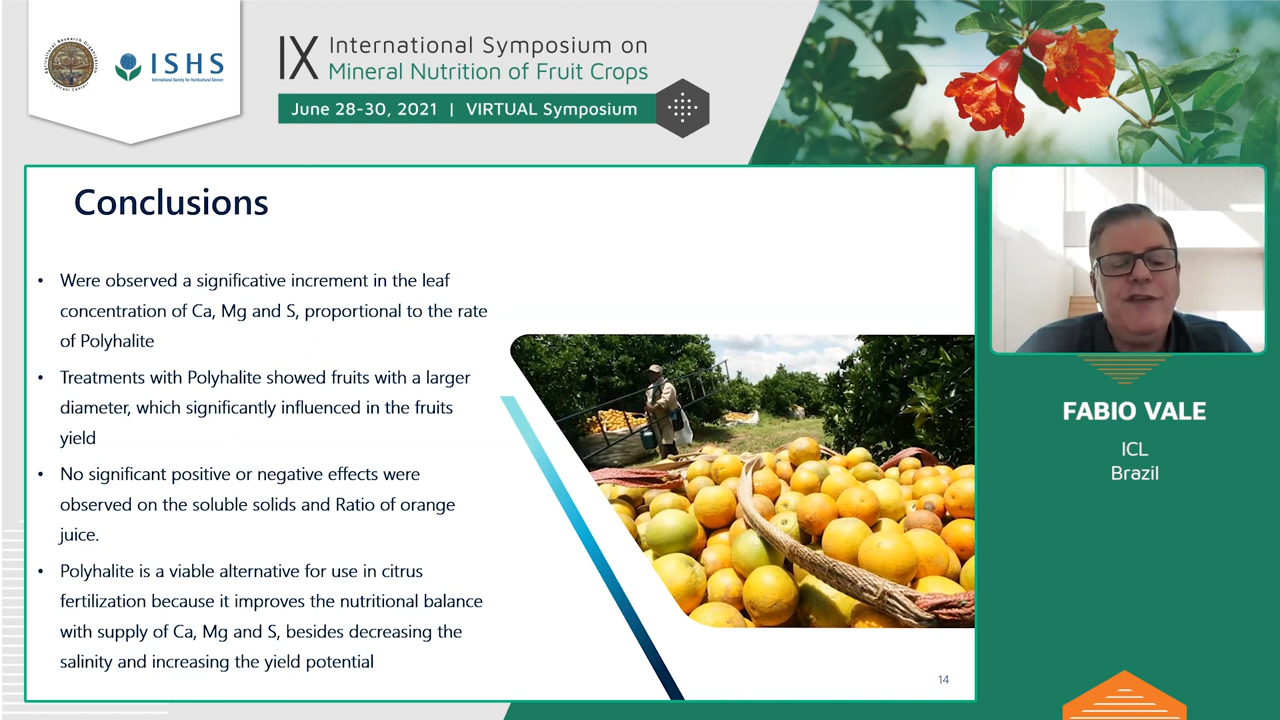 ISHS
International Society for Horticultural Science
IX International Symposium on
Mineral Nutrition of Fruit Crops
June 28-30, 2021 | VIRTUAL Symposium
Conclusions
• Were observed a significative increment in the leaf
concentration of Ca, Mg and S, proportional to the rate
of Polyhalite
• Treatments with Polyhalite showed fruits with a larger
diameter, which significantly influenced in the fruits
yield
• No significant positive or negative effects were
observed on the soluble solids and Ratio of orange
juice.
• Polyhalite is a viable alternative for use in citrus
fertilization because it improves the nutritional balance
with supply of Ca, Mg and S, besides decreasing the
salinity and increasing the yield potential
14
FABIO VALE
ICL
Brazil